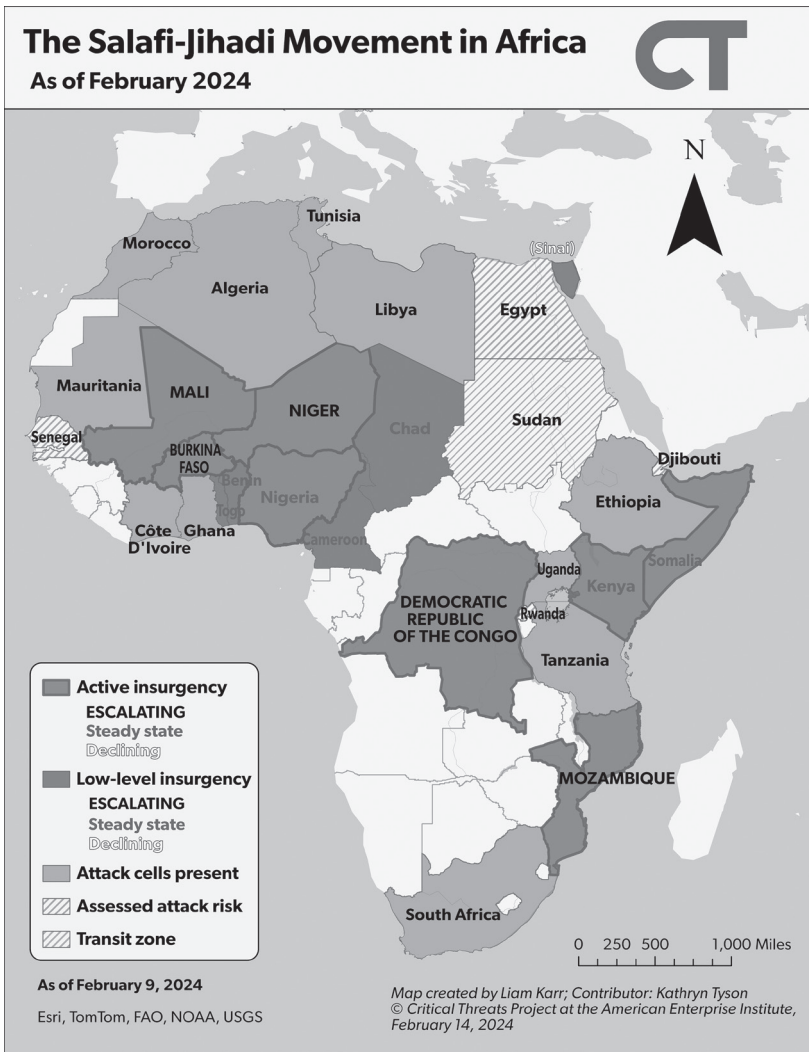 The Salafi-Jihadi Movement in Africa
As of February 2024
CT
N
Tunisia
Morocco
(Sinai)
Algeria
Libya
Egypt
Mauritania
MALI
NIGER
Chad
Sudan
Senegal
BURKINA
FASO
Djibouti
Benin
Nigeria
Ethiopia
Togo
Côte
D'Ivoire
Ghana
Cameroon
Somalia
Uganda
Kenya
DEMOCRATIC
REPUBLIC
OF THE CONGO
Rwanda
Tanzania
MOZAMBIQUE
South Africa
Active insurgency
ESCALATING
Steady state
Declining
Low-level insurgency
ESCALATING
Steady state
Declining
Attack cells present
Assessed attack risk
Transit zone
0 250 500 1,000 Miles
As of February 9, 2024
Esri, TomTom, FAO, NOAA, USGS
Map created by Liam Karr; Contributor: Kathryn Tyson
© Critical Threats Project at the American Enterprise Institute,
February 14, 2024